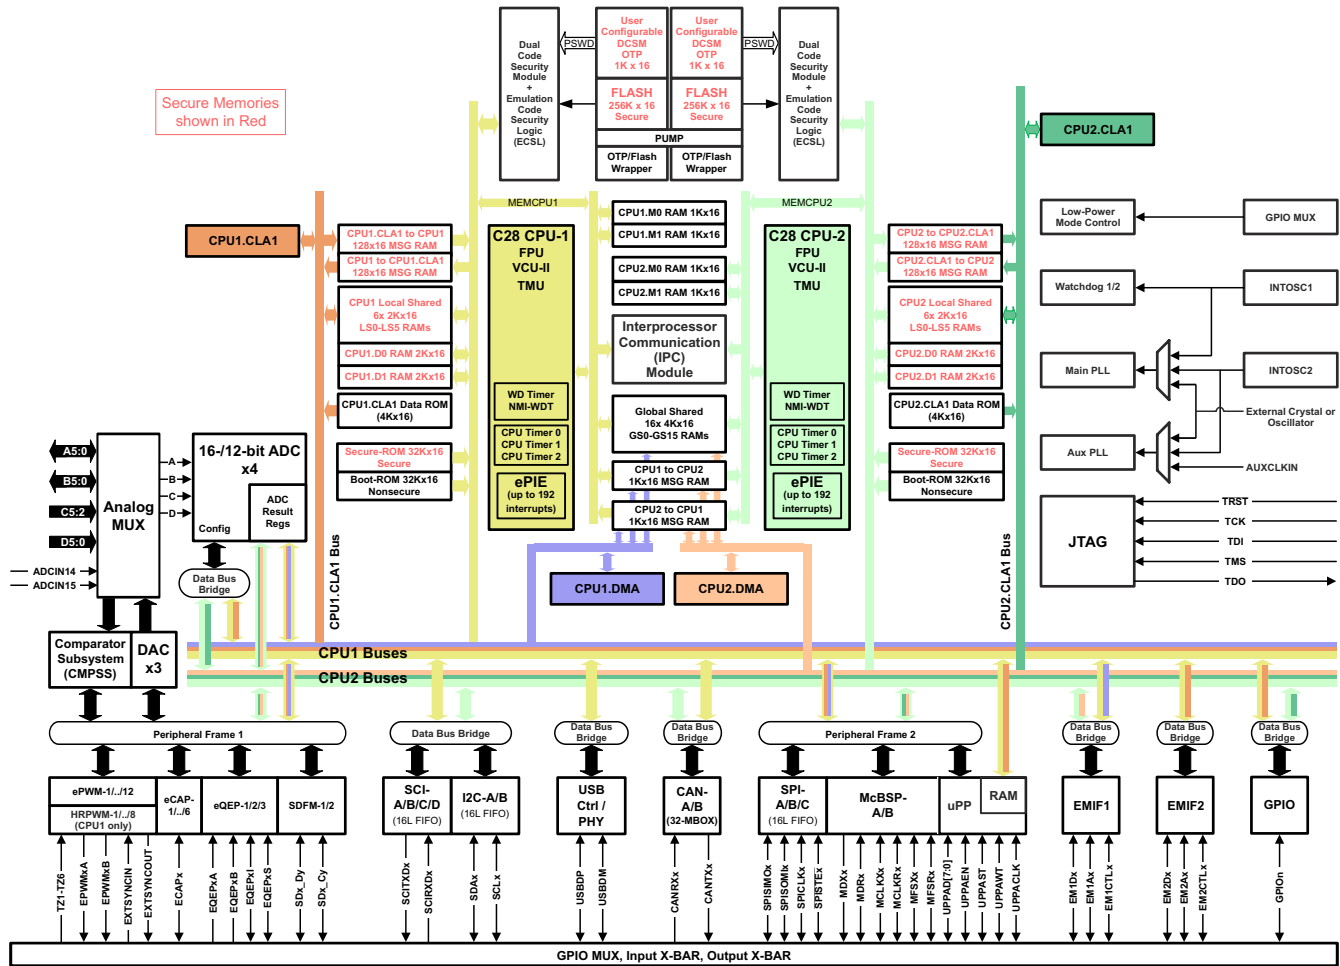 Secure Memories
shown in Red
Dual
Code
Security
Module
+
Emulation
Code
Security
Logic
(ECSL)
PSWD
User
Configurable
DCSM
OTP
1K x 16
User
Configurable
DCSM
OTP
1K x 16
PSWD
Dual
Code
Security
Module
+
Emulation
Code
Security
Logic
(ECSL)
FLASH
256K x 16
Secure
FLASH
256K x 16
Secure
PUMP
OTP/Flash
Wrapper
OTP/Flash
Wrapper
CPU2.CLA1
MEMCPU1
MEMCPU2
CPU1.CLA1
CPU1.CLA1 to CPU1
128x16 MSG RAM
CPU1 to CPU1.CLA1
128x16 MSG RAM
CPU1 Local Shared
6x 2Kx16
LS0-LS5 RAMs
CPU1.D0 RAM 2Kx16
CPU1.D1 RAM 2Kx16
CPU1.CLA1 Data ROM
(4Kx16)
Secure-ROM 32Kx16
Secure
Boot-ROM 32Kx16
Nonsecure
C28 CPU-1
FPU
VCU-II
TMU
WD Timer
NMI-WDT
CPU Timer 0
CPU Timer 1
CPU Timer 2
ePIE
(up to 192
interrupts)
CPU1.M0 RAM 1Kx16
CPU1.M1 RAM 1Kx16
CPU2.M0 RAM 1Kx16
CPU2.M1 RAM 1Kx16
Interprocessor
Communication
(IPC)
Module
Global Shared
16x 4Kx16
GS0-GS15 RAMs
CPU1 to CPU2
1Kx16 MSG RAM
CPU2 to CPU1
1Kx16 MSG RAM
C28 CPU-2
FPU
VCU-II
TMU
WD Timer
NMI-WDT
CPU Timer 0
CPU Timer 1
CPU Timer 2
ePIE
(up to 192
interrupts)
CPU2 to CPU2.CLA1
128x16 MSG RAM
CPU2.CLA1 to CPU2
128x16 MSG RAM
CPU2 Local Shared
6x 2Kx16
LS0-LS5 RAMs
CPU2.D0 RAM 2Kx16
CPU2.D1 RAM 2Kx16
CPU2.CLA1 Data ROM
(4Kx16)
Secure-ROM 32Kx16
Secure
Boot-ROM 32Kx16
Nonsecure
Low-Power
Mode Control
GPIO MUX
Watchdog 1/2
INTOSC1
Main PLL
INTOSC2
External Crystal or
Oscillator
Aux PLL
AUXCLKIN
JTAG
TRST
TCK
TDI
TMS
TDO
A5:0
B5:0
C5:2
D5:0
ADCIN14
ADCIN15
Analog
MUX
A
B
C
D
16-/12-bit ADC
x4
ADC
Result
Regs
Config
Data Bus
Bridge
CPU1.CLA1 Bus
CPU2.CLA1 Bus
CPU1.DMA
CPU2.DMA
Comparator
Subsystem
(CMPSS)
DAC
x3
CPU1 Buses
CPU2 Buses
Peripheral Frame 1
Data Bus Bridge
Data Bus
Bridge
Data Bus
Bridge
Peripheral Frame 2
Data Bus
Bridge
Data Bus
Bridge
Data Bus
Bridge
ePWM-1/../12
HRPWM-1/../8
(CPU1 only)
eCAP-
1/../6
eQEP-1/2/3
SDFM-1/2
SCI-
A/B/C/D
(16L FIFO)
I2C-A/B
(16L FIFO)
USB
Ctrl /
PHY
CAN-
A/B
(32-MBOX)
SPI-
A/B/C
(16L FIFO)
McBSP-
A/B
uPP
RAM
EMIF1
EMIF2
GPIO
TZ1-TZ6
EPWMxA
EPWMxB
EXTSYNCIN
EXTSYNCOUT
ECAPx
EQEPxA
EQEPxB
EQEPxI
EQEPxS
SDx_Dy
SDx_Cy
SCITXDx
SCIRXDx
SDAx
SCLx
USBDP
USBDM
CANRXx
CANTXx
SPISIMOx
SPISOMIx
SPICLKx
SPISTEx
MDXx
MDRx
MCLKXx
MCLKRx
MFSXx
MFSRx
UPPAD[7:0]
UPPAEN
UPPAST
UPPAWT
UPPACLK
EM1Dx
EM1Ax
EM1CTLx
EM2Dx
EM2Ax
EM2CTLx
GPIOn
GPIO MUX, Input X-BAR, Output X-BAR